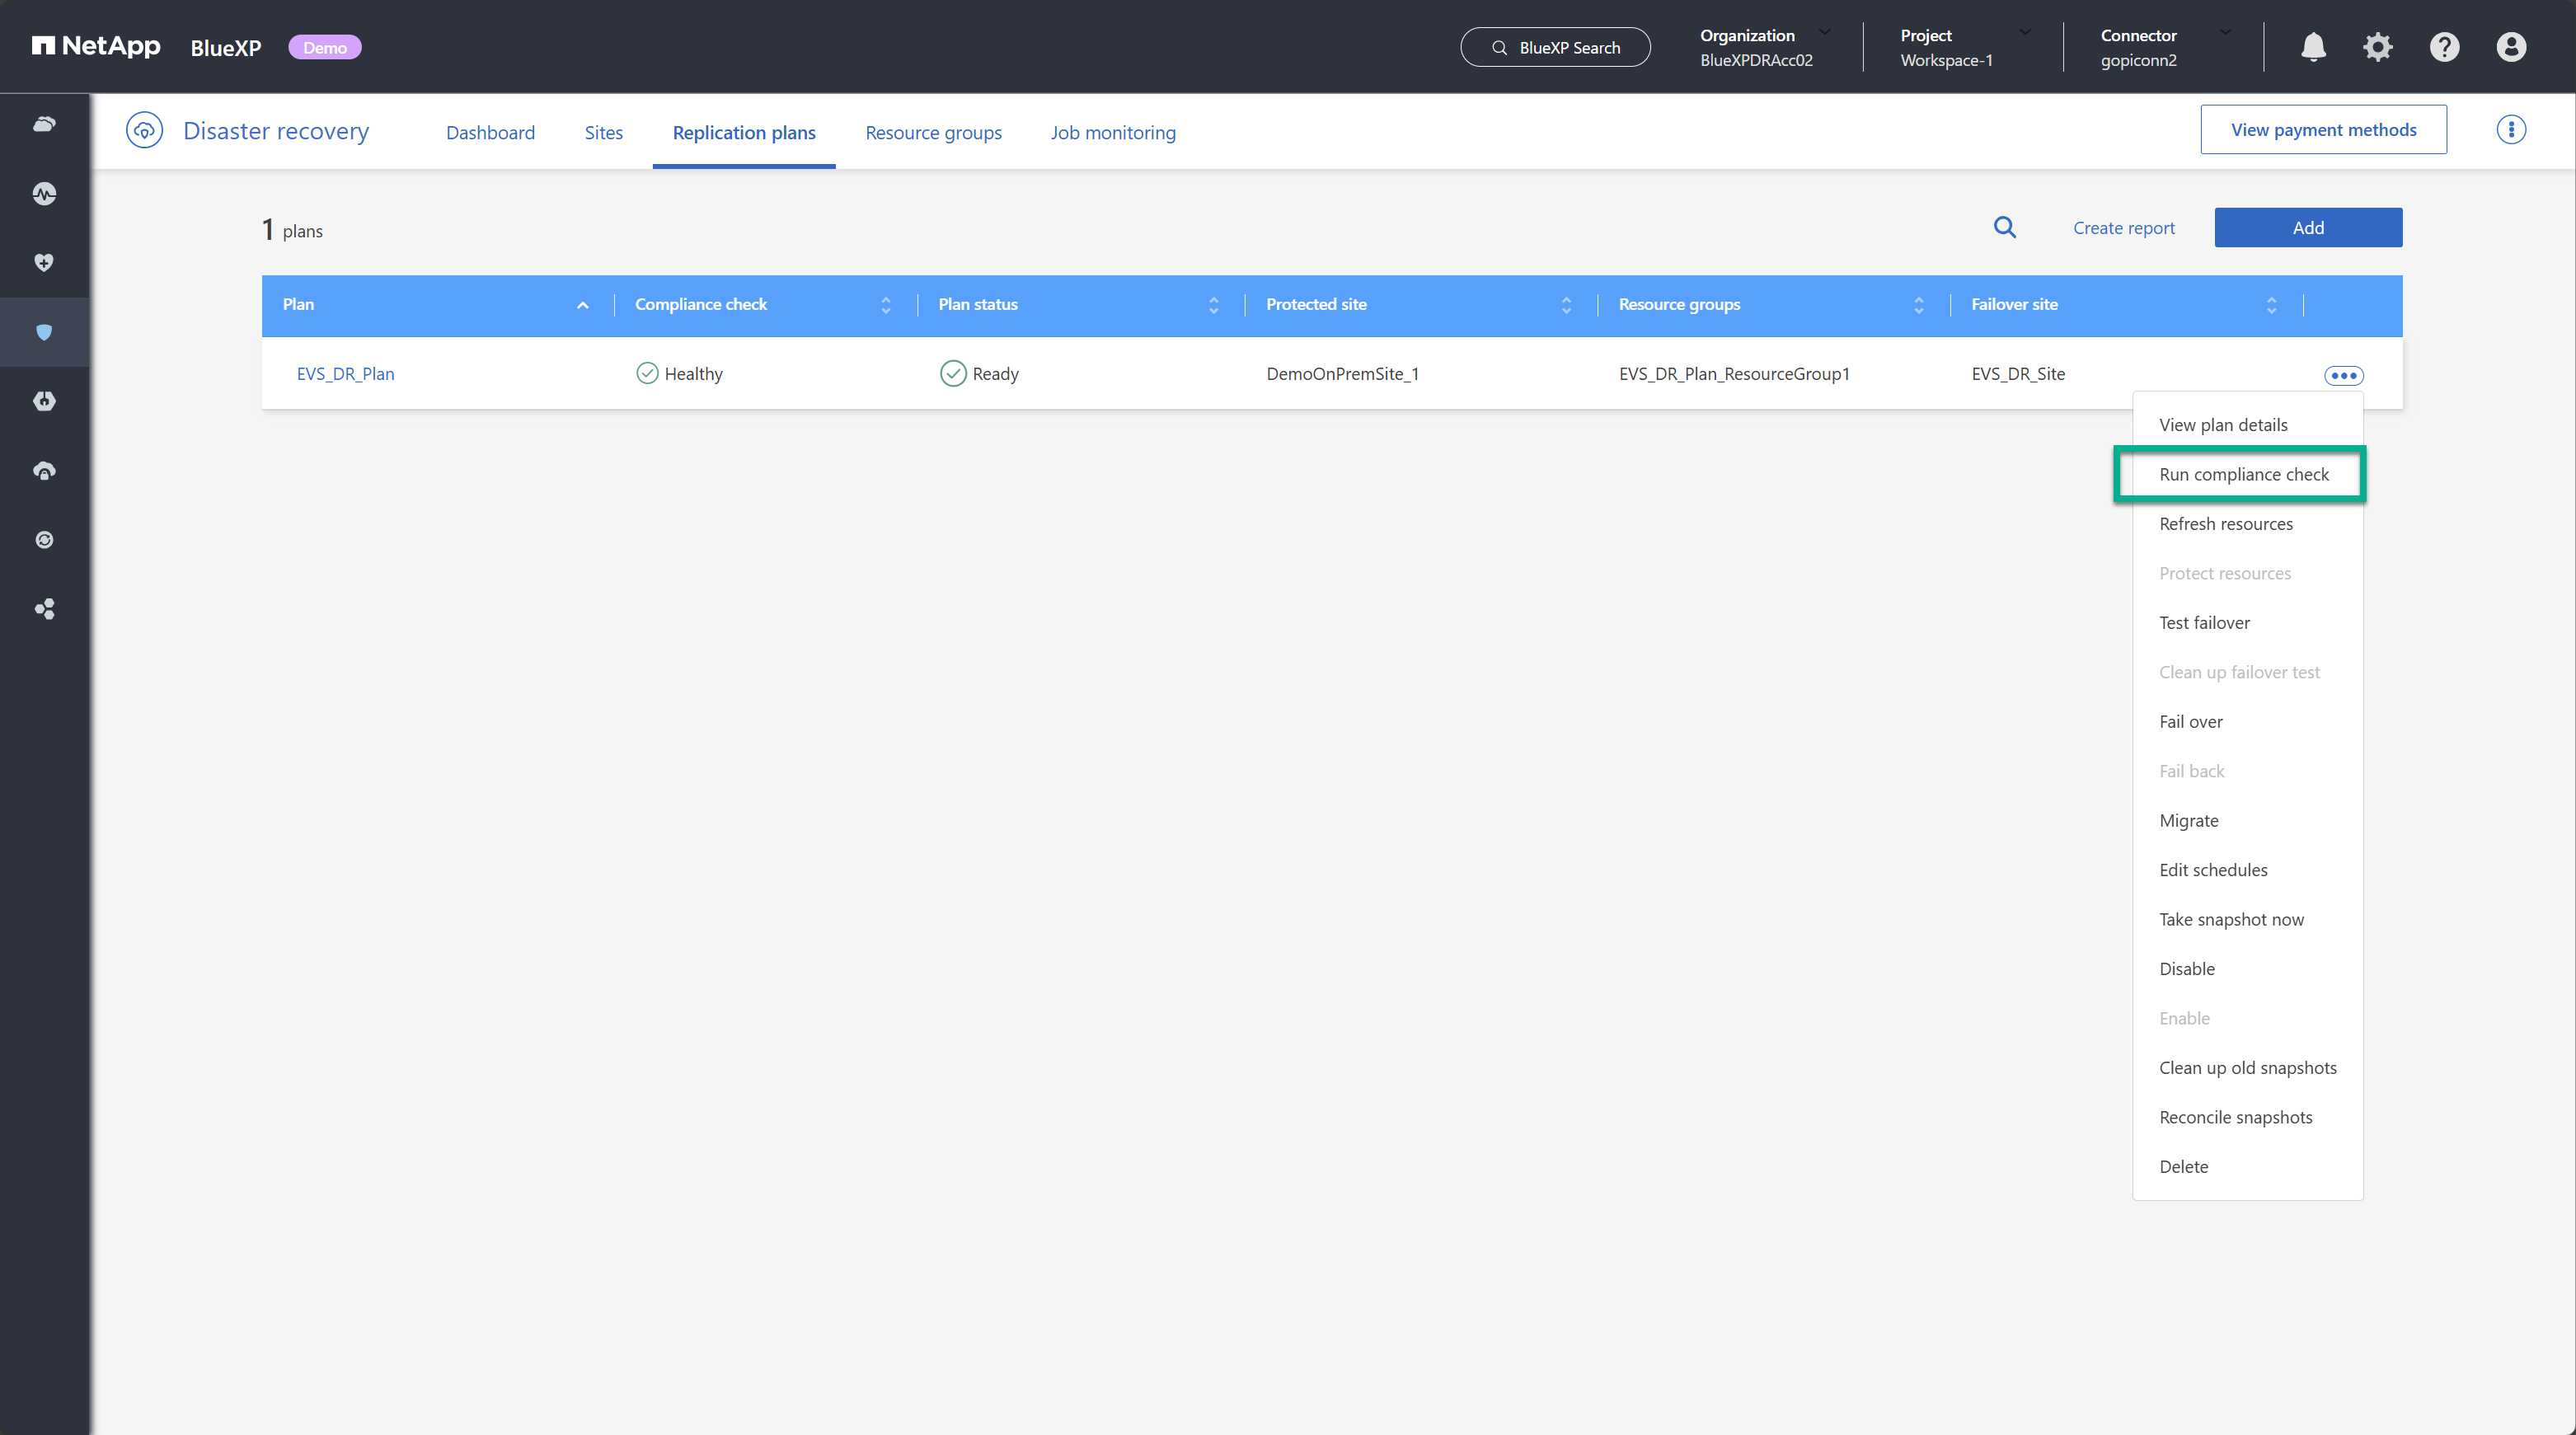 NetApp BlueXP Demo
BlueXP Search
Organization
BlueXPDRAcc02
Project
Workspace-1
Connector
gopiconn2
Disaster recovery Dashboard Sites Replication plans Resource groups Job monitoring View payment methods
1 plans Create report Add
Plan Compliance check Plan status Protected site Resource groups Failover site
EVS_DR_Plan Healthy Ready DemoOnPremSite_1 EVS_DR_Plan_ResourceGroup1 EVS_DR_Site
View plan details
Run compliance check
Refresh resources
Protect resources
Test failover
Clean up failover test
Fail over
Fail back
Migrate
Edit schedules
Take snapshot now
Disable
Enable
Clean up old snapshots
Reconcile snapshots
Delete